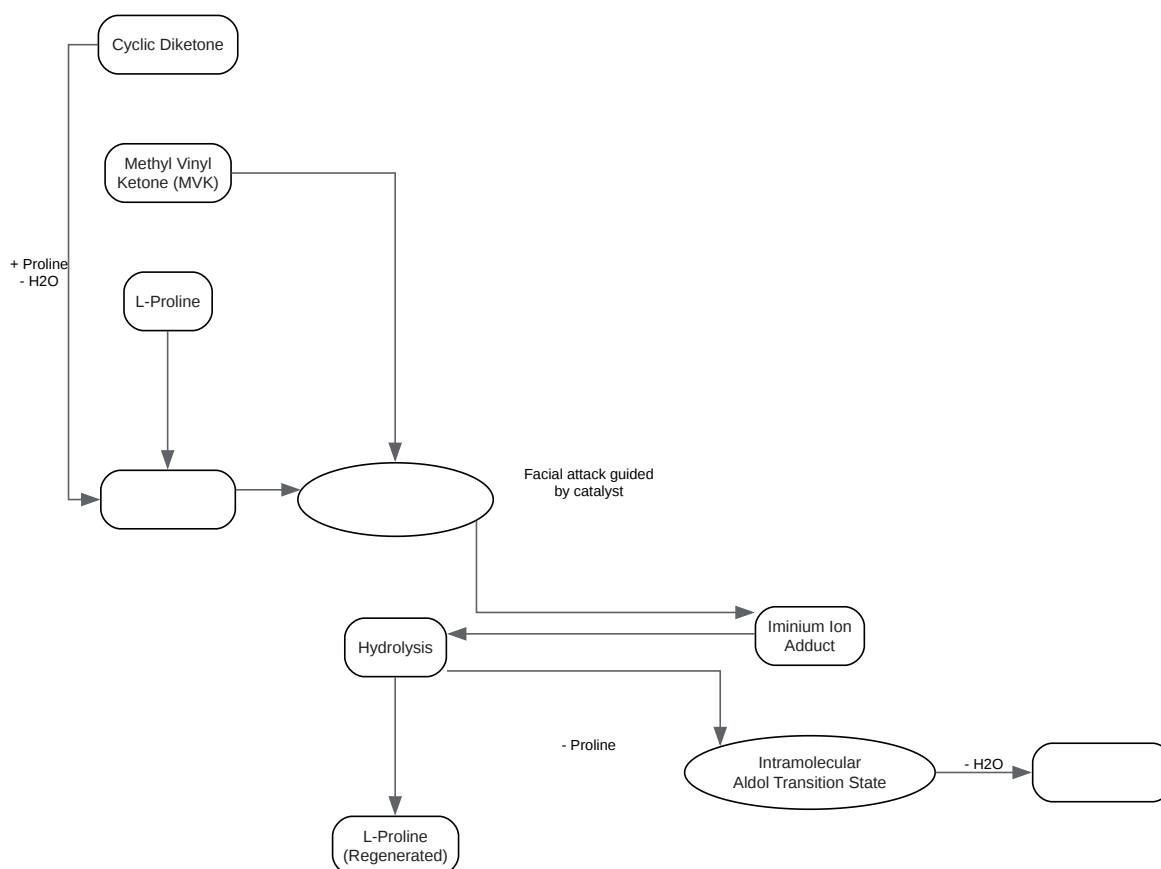 Cyclic Diketone
Methyl Vinyl
Ketone (MVK)
+ Proline
- H2O
L-Proline
Facial attack guided
by catalyst
Iminium Ion
Adduct
Hydrolysis
- Proline
Intramolecular
Aldol Transition State
- H2O
L-Proline
(Regenerated)